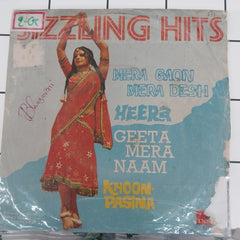 SIZZLING HITS
MERA GAON
MERA DESH
HEERA
GEETA
MERA
NAAM
KHOON-
PASINA